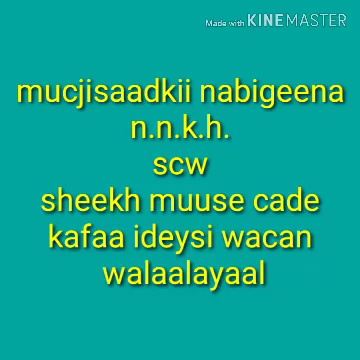 Made with KINEMASTER
mucjisaadkii nabigeena
n.n.k.h.
scw
sheekh muuse cade
kafaa ideysi wacan
walaalayaal